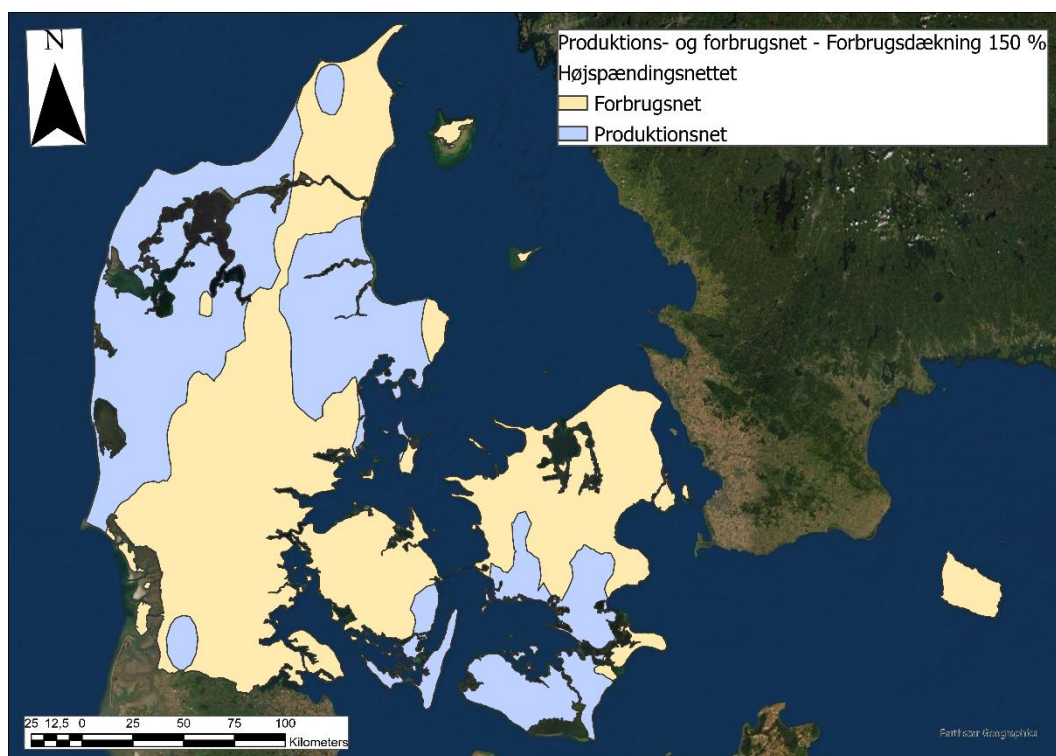 N
Produktions- og forbrugsnet - Forbrugsdækning 150 %
Højspændingsnettet
Forbrugsnet
Produktionsnet
25 12,5 0 25 50 75 100
Kilometers
Earthstar Geographics